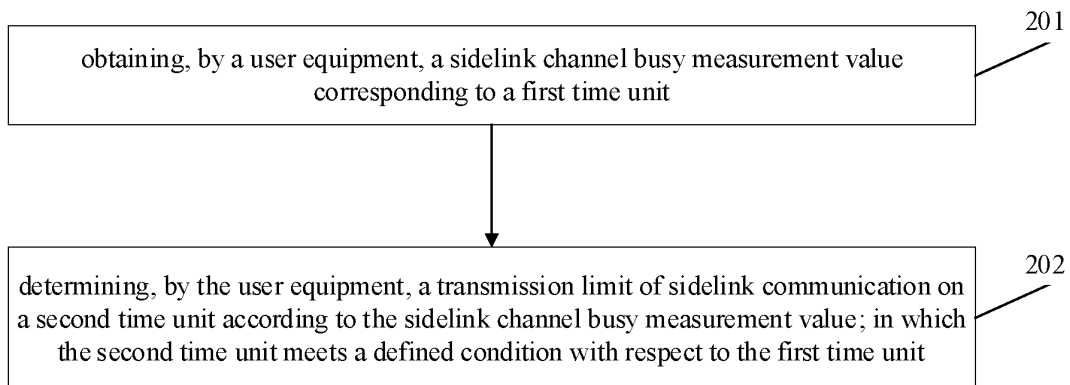 201
obtaining, by a user equipment, a sidelink channel busy measurement value
corresponding to a first time unit
202
determining, by the user equipment, a transmission limit of sidelink communication on
a second time unit according to the sidelink channel busy measurement value; in which
the second time unit meets a defined condition with respect to the first time unit